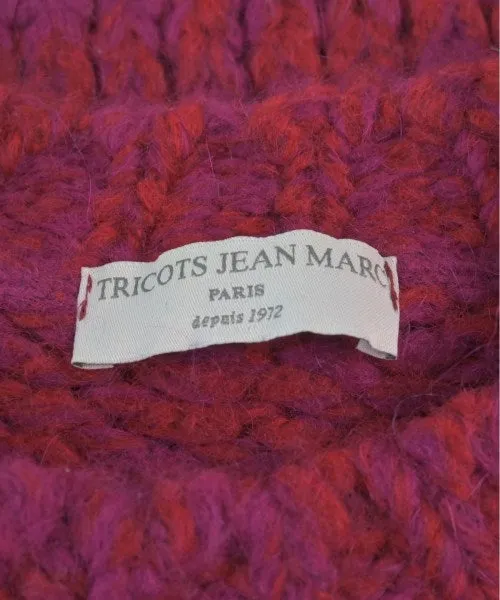 TRICOTS JEAN MARC
PARIS
depuis 1972